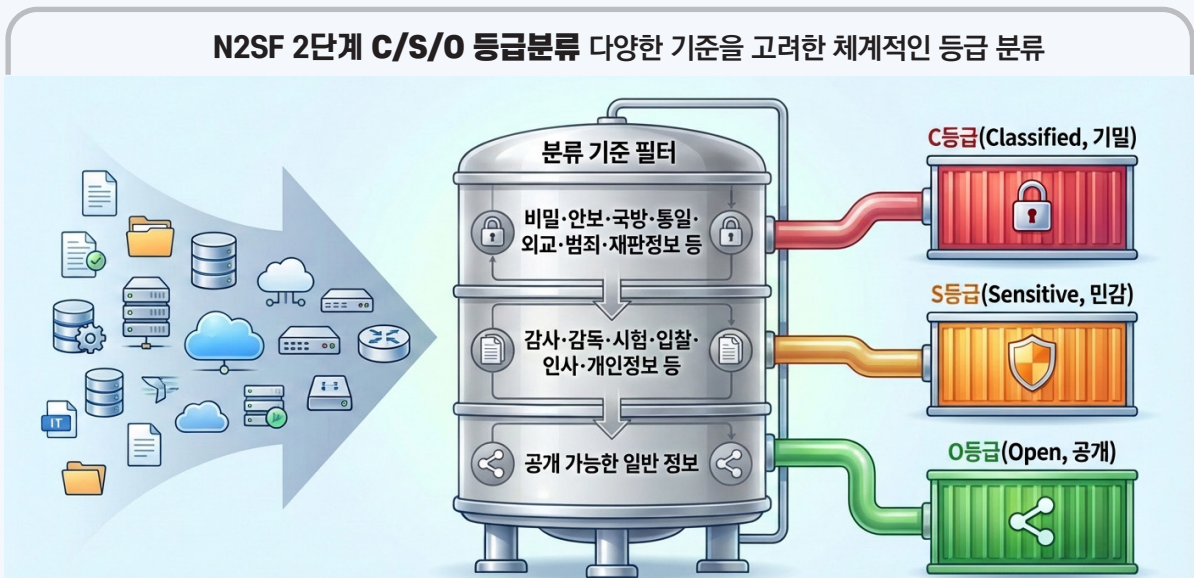 N2SF 2단계 C/S/O 등급분류 다양한 기준을 고려한 체계적인 등급 분류
분류 기준 필터
비밀·안보·국방·통일·
외교·범죄·재판정보 등
감사·감독·시험·입찰·
인사·개인정보 등
공개 가능한 일반 정보
C등급(Classified, 기밀)
S등급(Sensitive, 민감)
O등급(Open, 공개)
IT